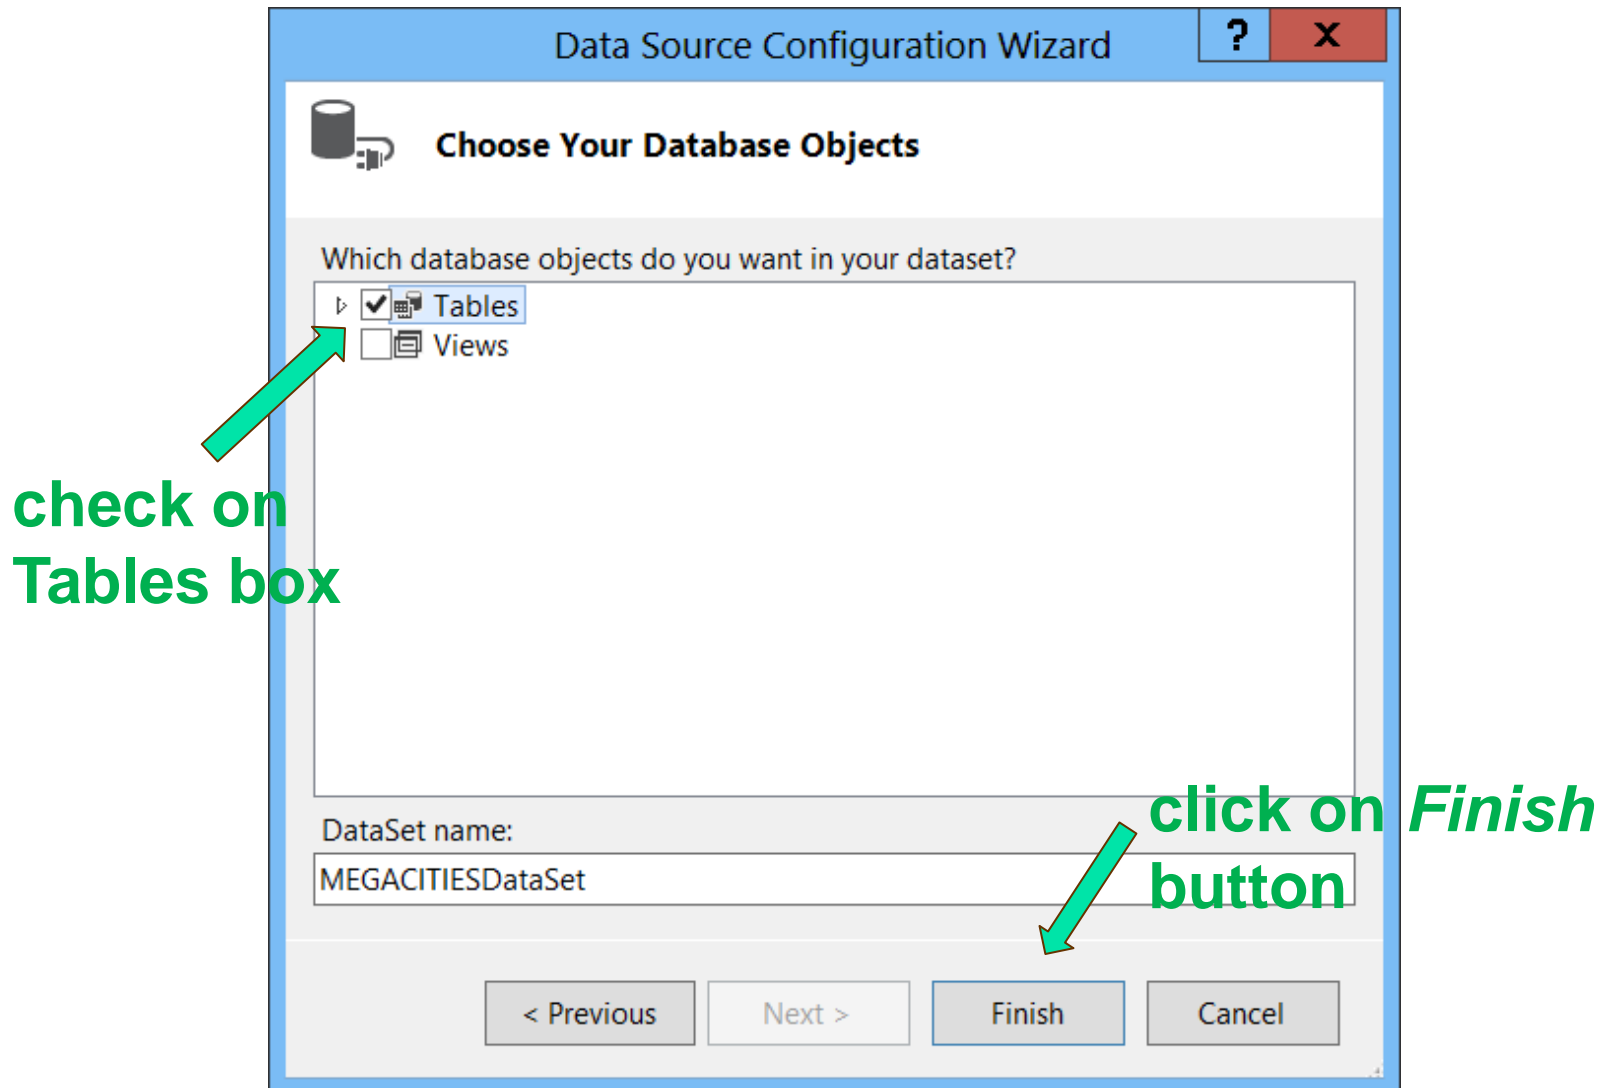 Data Source Configuration Wizard ? X
Choose Your Database Objects
Which database objects do you want in your dataset?
Tables
Views
check on
Tables box
click on Finish
button
DataSet name:
MEGACITIESDataSet
< Previous
Next >
Finish
Cancel